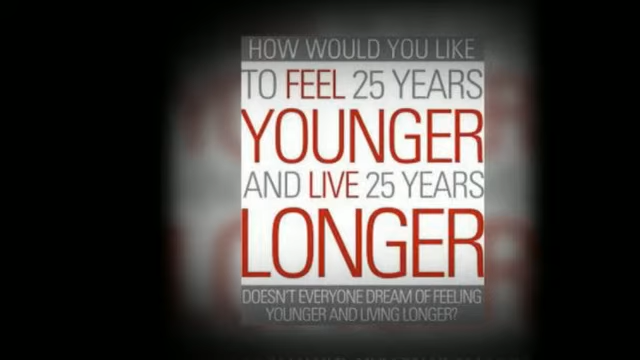 HOW WOULD YOU LIKE
TO FEEL 25 YEARS
YOUNGER
AND LIVE 25 YEARS
LONGER
DOESN'T EVERYONE DREAM OF FEELING
YOUNGER AND LIVING LONGER?